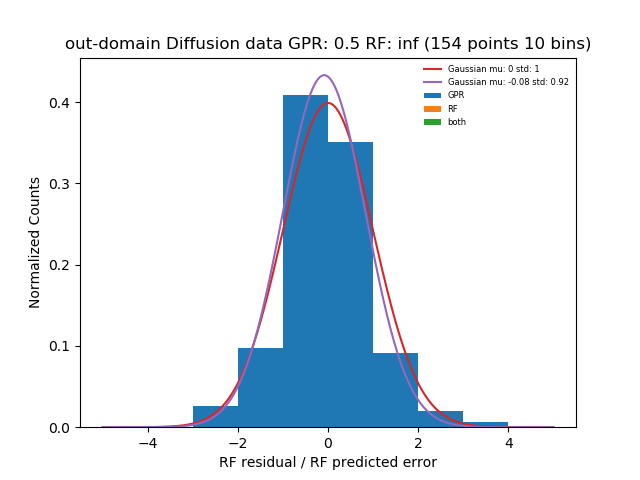 out-domain Diffusion data GPR: 0.5 RF: inf (154 points 10 bins)
Gaussian mu: 0 std: 1
Gaussian mu: -0.08 std: 0.92
GPR
RF
both
Normalized Counts
0.4
0.3
0.2
0.1
0.0
−4
−2
0
2
4
RF residual / RF predicted error